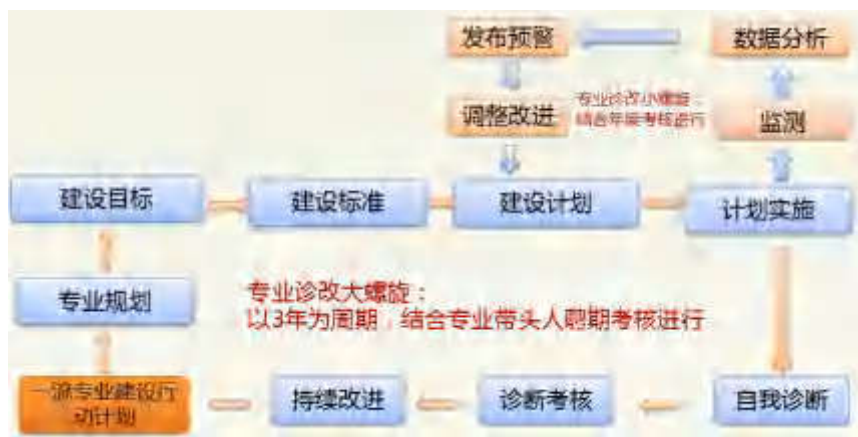 发布预警
数据分析
调整改进
专业诊改小螺旋：
结合年度考核进行
监测
建设目标
建设标准
建设计划
计划实施
专业规划
专业诊改大螺旋：
以3年为周期，结合专业带头人聘期考核进行
一流专业建设行
动计划
持续改进
诊断考核
自我诊断